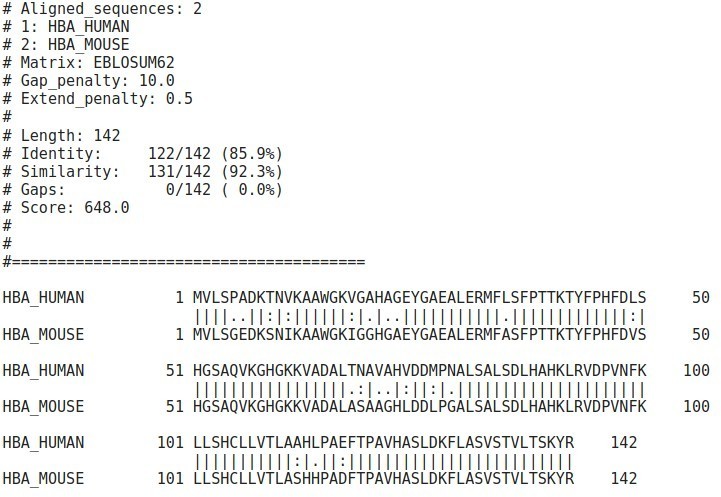 # Aligned_sequences: 2
# 1: HBA_HUMAN
# 2: HBA_MOUSE
# Matrix: EBLOSUM62
# Gap_penalty: 10.0
# Extend_penalty: 0.5
#
# Length: 142
# Identity:     122/142 (85.9%)
# Similarity:   131/142 (92.3%)
# Gaps:           0/142 ( 0.0%)
# Score: 648.0
#
#
#=======================================
HBA_HUMAN          1 MVLSPADKTNVKAAWGKVGAHAGEYGAEALERMFLSFPTTKTYFPHFDLS     50
                     ||||..||:|:||||||:|.|..|||||||||||.|||||||||||||:|
HBA_MOUSE          1 MVLSGEDKSNIKAAWGKIGGHGAEYGAEALERMFASFPTTKTYFPHFDVS     50
HBA_HUMAN         51 HGSAQVKGHGKKVADALTNAVAHVDDMPNALSALSDLHAHKLRVDPVNFK    100
                     |||||||||||||||||.:|..|:||:|.|||||||||||||||||||||
HBA_MOUSE         51 HGSAQVKGHGKKVADALASAAGHLDDLPGALSALSDLHAHKLRVDPVNFK    100
HBA_HUMAN        101 LLSHCLLVTLAAHLPAEFTPAVHASLDKFLASVSTVLTSKYR    142
                     |||||||||||:|.||:|||||||||||||||||||||||||
HBA_MOUSE        101 LLSHCLLVTLASHHPADFTPAVHASLDKFLASVSTVLTSKYR    142